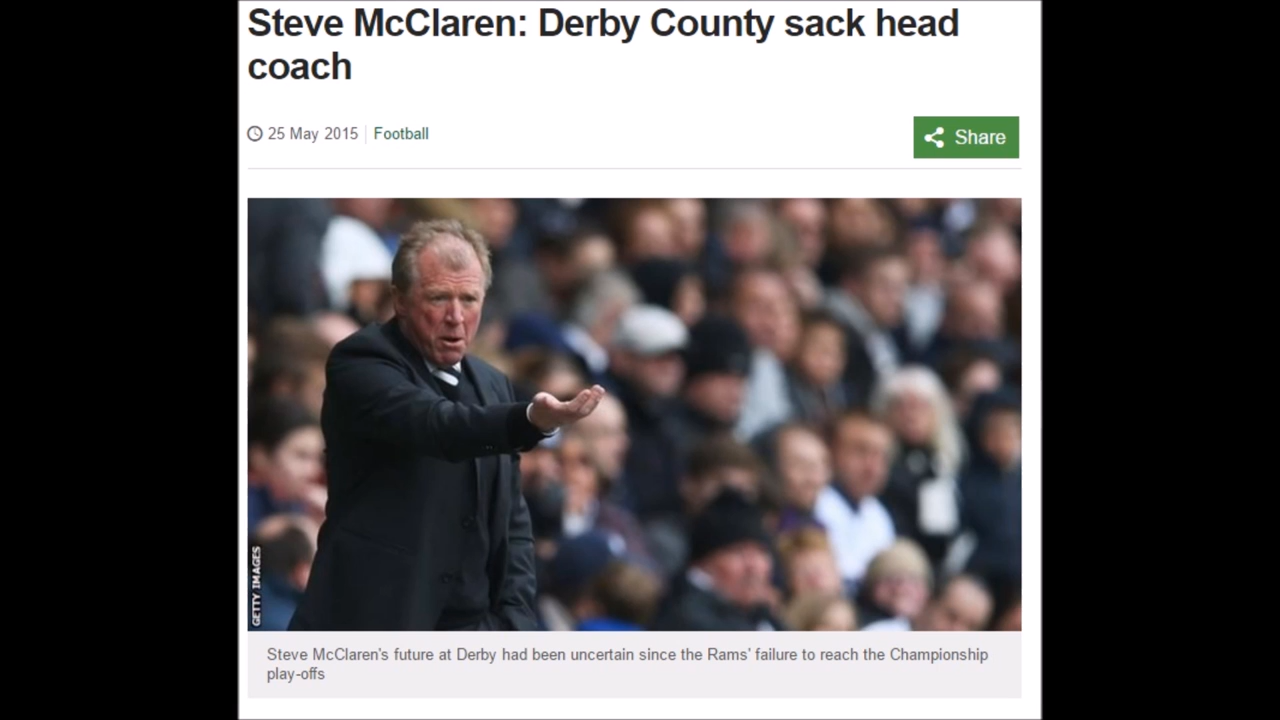 Steve McClaren: Derby County sack head
coach
25 May 2015 | Football
Share
GETTY IMAGES
Steve McClaren's future at Derby had been uncertain since the Rams' failure to reach the Championship
play-offs